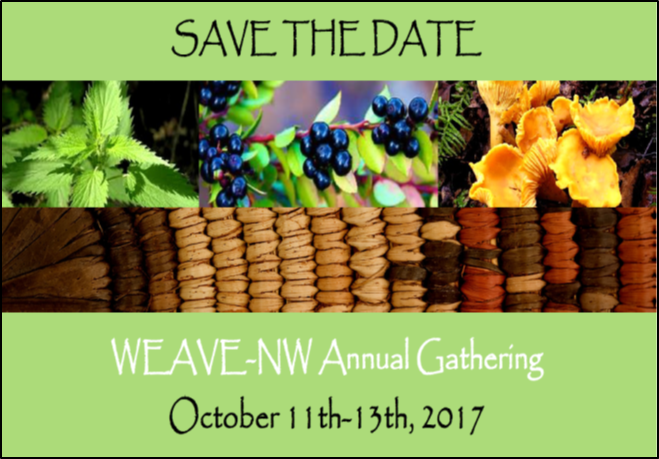 SAVE THE DATE
WEAVE-NW Annual Gathering
October 11th-13th, 2017